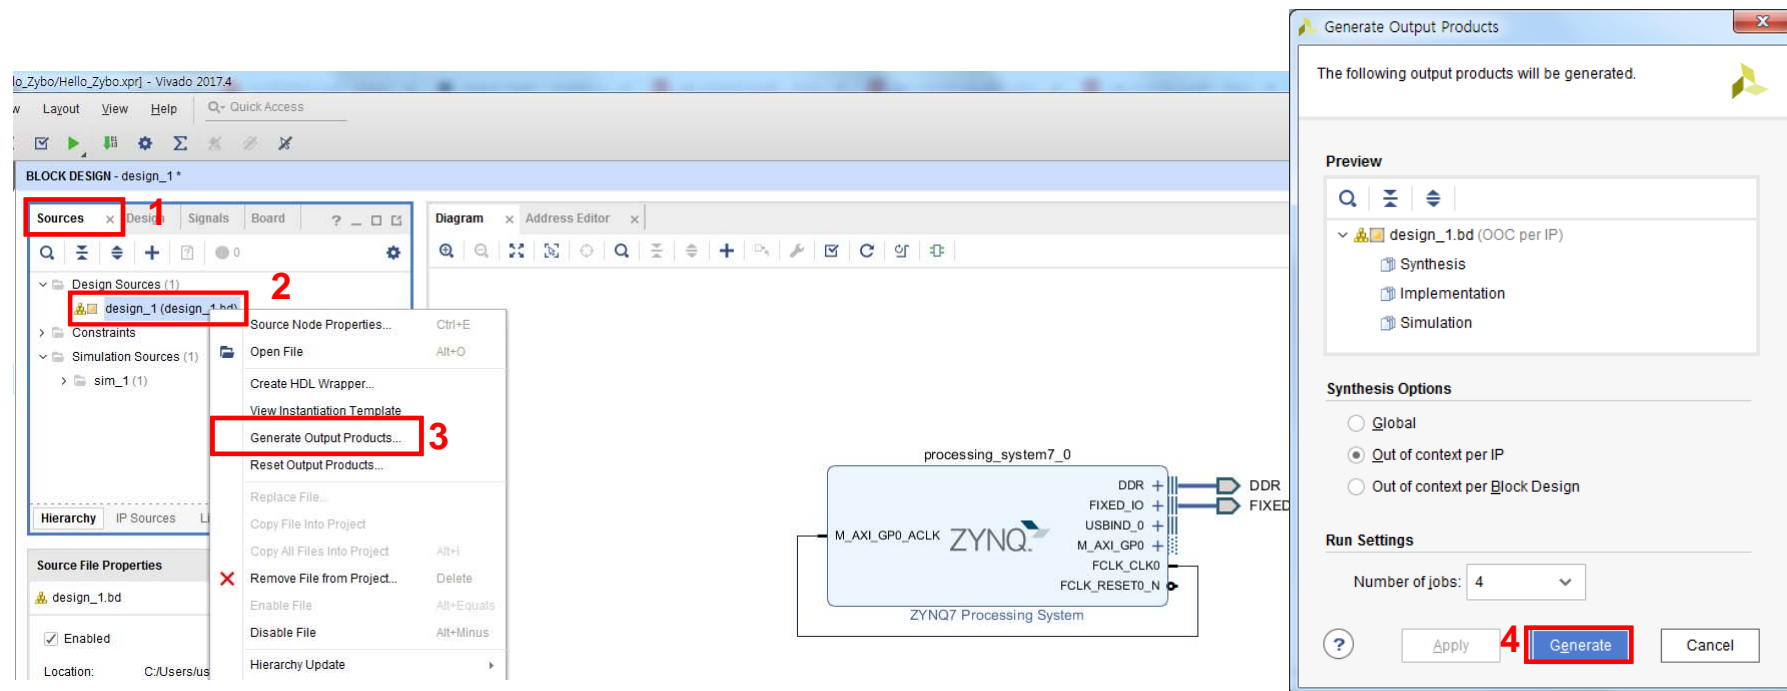 lo_Zybo/Hello_Zybo.xpr] - Vivado 2017.4
w Layout View Help Quick Access
BLOCK DESIGN - design_1 *
1
Sources Design Signals Board ? _
0
Design Sources (1)
2
design_1 (design_1.bd)
Constraints
Simulation Sources (1)
sim_1 (1)
Hierarchy IP Sources Li
Source File Properties
design_1.bd
Enabled
Location: C:/Users/us
Source Node Properties... Ctrl+E
Open File Alt+O
Create HDL Wrapper...
View Instantiation Template
Generate Output Products...
3
Reset Output Products...
Replace File...
Copy File Into Project
Copy All Files Into Project Alt+I
Remove File from Project... Delete
Enable File Alt+Equals
Disable File Alt+Minus
Hierarchy Update
Diagram Address Editor
processing_system7_0
DDR
FIXED_IO
USBIND_0
M_AXI_GP0
FCLK_CLK0
FCLK_RESET0_N
M_AXI_GP0_ACLK
ZYNQ
ZYNQ7 Processing System
DDR
FIXED
Generate Output Products
The following output products will be generated.
Preview
design_1.bd (OOC per IP)
Synthesis
Implementation
Simulation
Synthesis Options
Global
Out of context per IP
Out of context per Block Design
Run Settings
Number of jobs: 4
? Apply 4 Generate Cancel